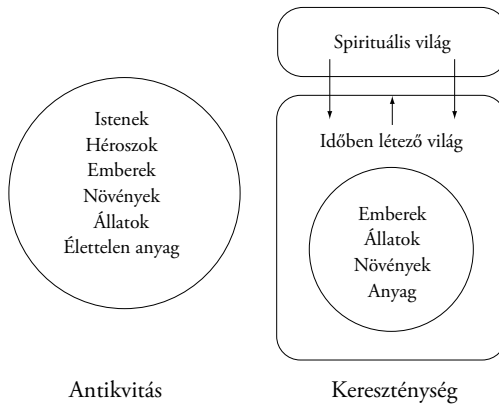 Istenek
Héroszok
Emberek
Növények
Állatok
Élettelen anyag
Antikvitás
Spirituális világ
Időben létező világ
Emberek
Állatok
Növények
Anyag
Kereszténység